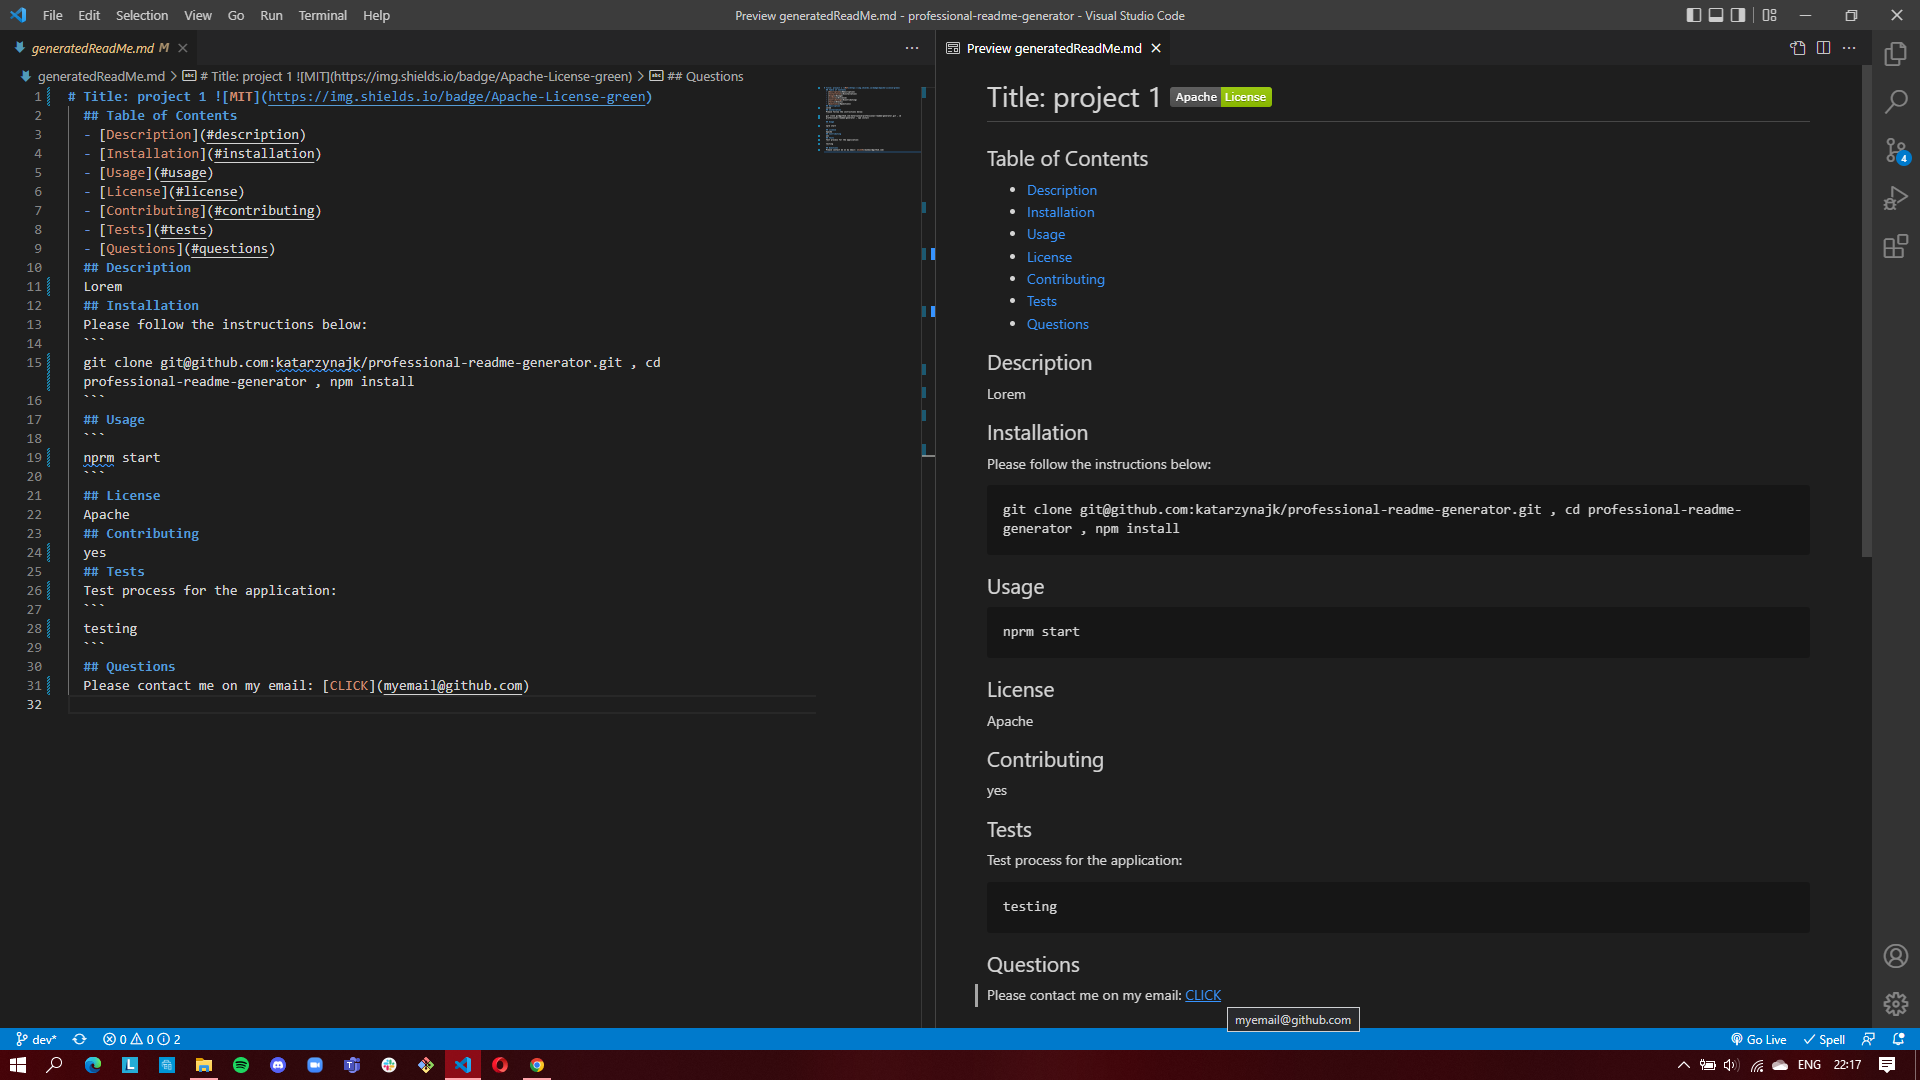 File Edit Selection View Go Run Terminal Help
Preview generatedReadMe.md - professional-readme-generator - Visual Studio Code
generatedReadMe.md M
generatedReadMe.md > # Title: project 1 ![MIT](https://img.shields.io/badge/Apache-License-green) > ## Questions
1 # Title: project 1 ![MIT](https://img.shields.io/badge/Apache-License-green)
2 ## Table of Contents
3 - [Description](#description)
4 - [Installation](#installation)
5 - [Usage](#usage)
6 - [License](#license)
7 - [Contributing](#contributing)
8 - [Tests](#tests)
9 - [Questions](#questions)
10 ## Description
11 Lorem
12 ## Installation
13 Please follow the instructions below:
14 ```
15 git clone git@github.com:katarzynajk/professional-readme-generator.git , cd
professional-readme-generator , npm install
16 ```
17 ## Usage
18 ```
19 nprm start
20 ```
21 ## License
22 Apache
23 ## Contributing
24 yes
25 ## Tests
26 Test process for the application:
27 ```
28 testing
29 ```
30 ## Questions
31 Please contact me on my email: [CLICK](myemail@github.com)
32
Preview generatedReadMe.md
Title: project 1 Apache License
Table of Contents
• Description
• Installation
• Usage
• License
• Contributing
• Tests
• Questions
Description
Lorem
Installation
Please follow the instructions below:
git clone git@github.com:katarzynajk/professional-readme-generator.git , cd professional-readme-
generator , npm install
Usage
nprm start
License
Apache
Contributing
yes
Tests
Test process for the application:
testing
Questions
Please contact me on my email: CLICK
myemail@github.com
4
dev* 0 0 2
Go Live Spell
ENG 22:17